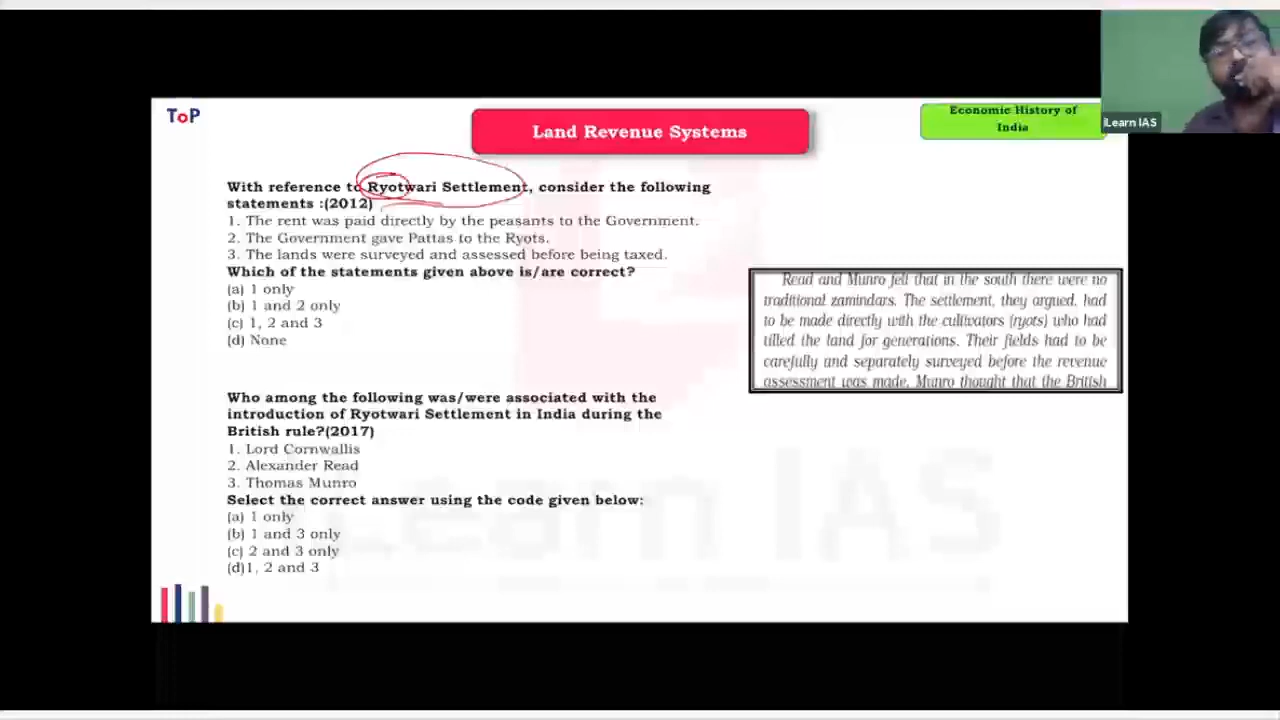 ToP
Land Revenue Systems
Economic History of
India
iLearn IAS
With reference to Ryotwari Settlement, consider the following
statements :(2012)
1. The rent was paid directly by the peasants to the Government.
2. The Government gave Pattas to the Ryots.
3. The lands were surveyed and assessed before being taxed.
Which of the statements given above is/are correct?
(a) 1 only
(b) 1 and 2 only
(c) 1, 2 and 3
(d) None
Read and Munro felt that in the south there were no
traditional zamindars. The settlement, they argued, had
to be made directly with the cultivators (ryots) who had
tilled the land for generations. Their fields had to be
carefully and separately surveyed before the revenue
assessment was made. Munro thought that the British
Who among the following was/were associated with the
introduction of Ryotwari Settlement in India during the
British rule?(2017)
1. Lord Cornwallis
2. Alexander Read
3. Thomas Munro
Select the correct answer using the code given below:
(a) 1 only
(b) 1 and 3 only
(c) 2 and 3 only
(d)1, 2 and 3
Learn IAS